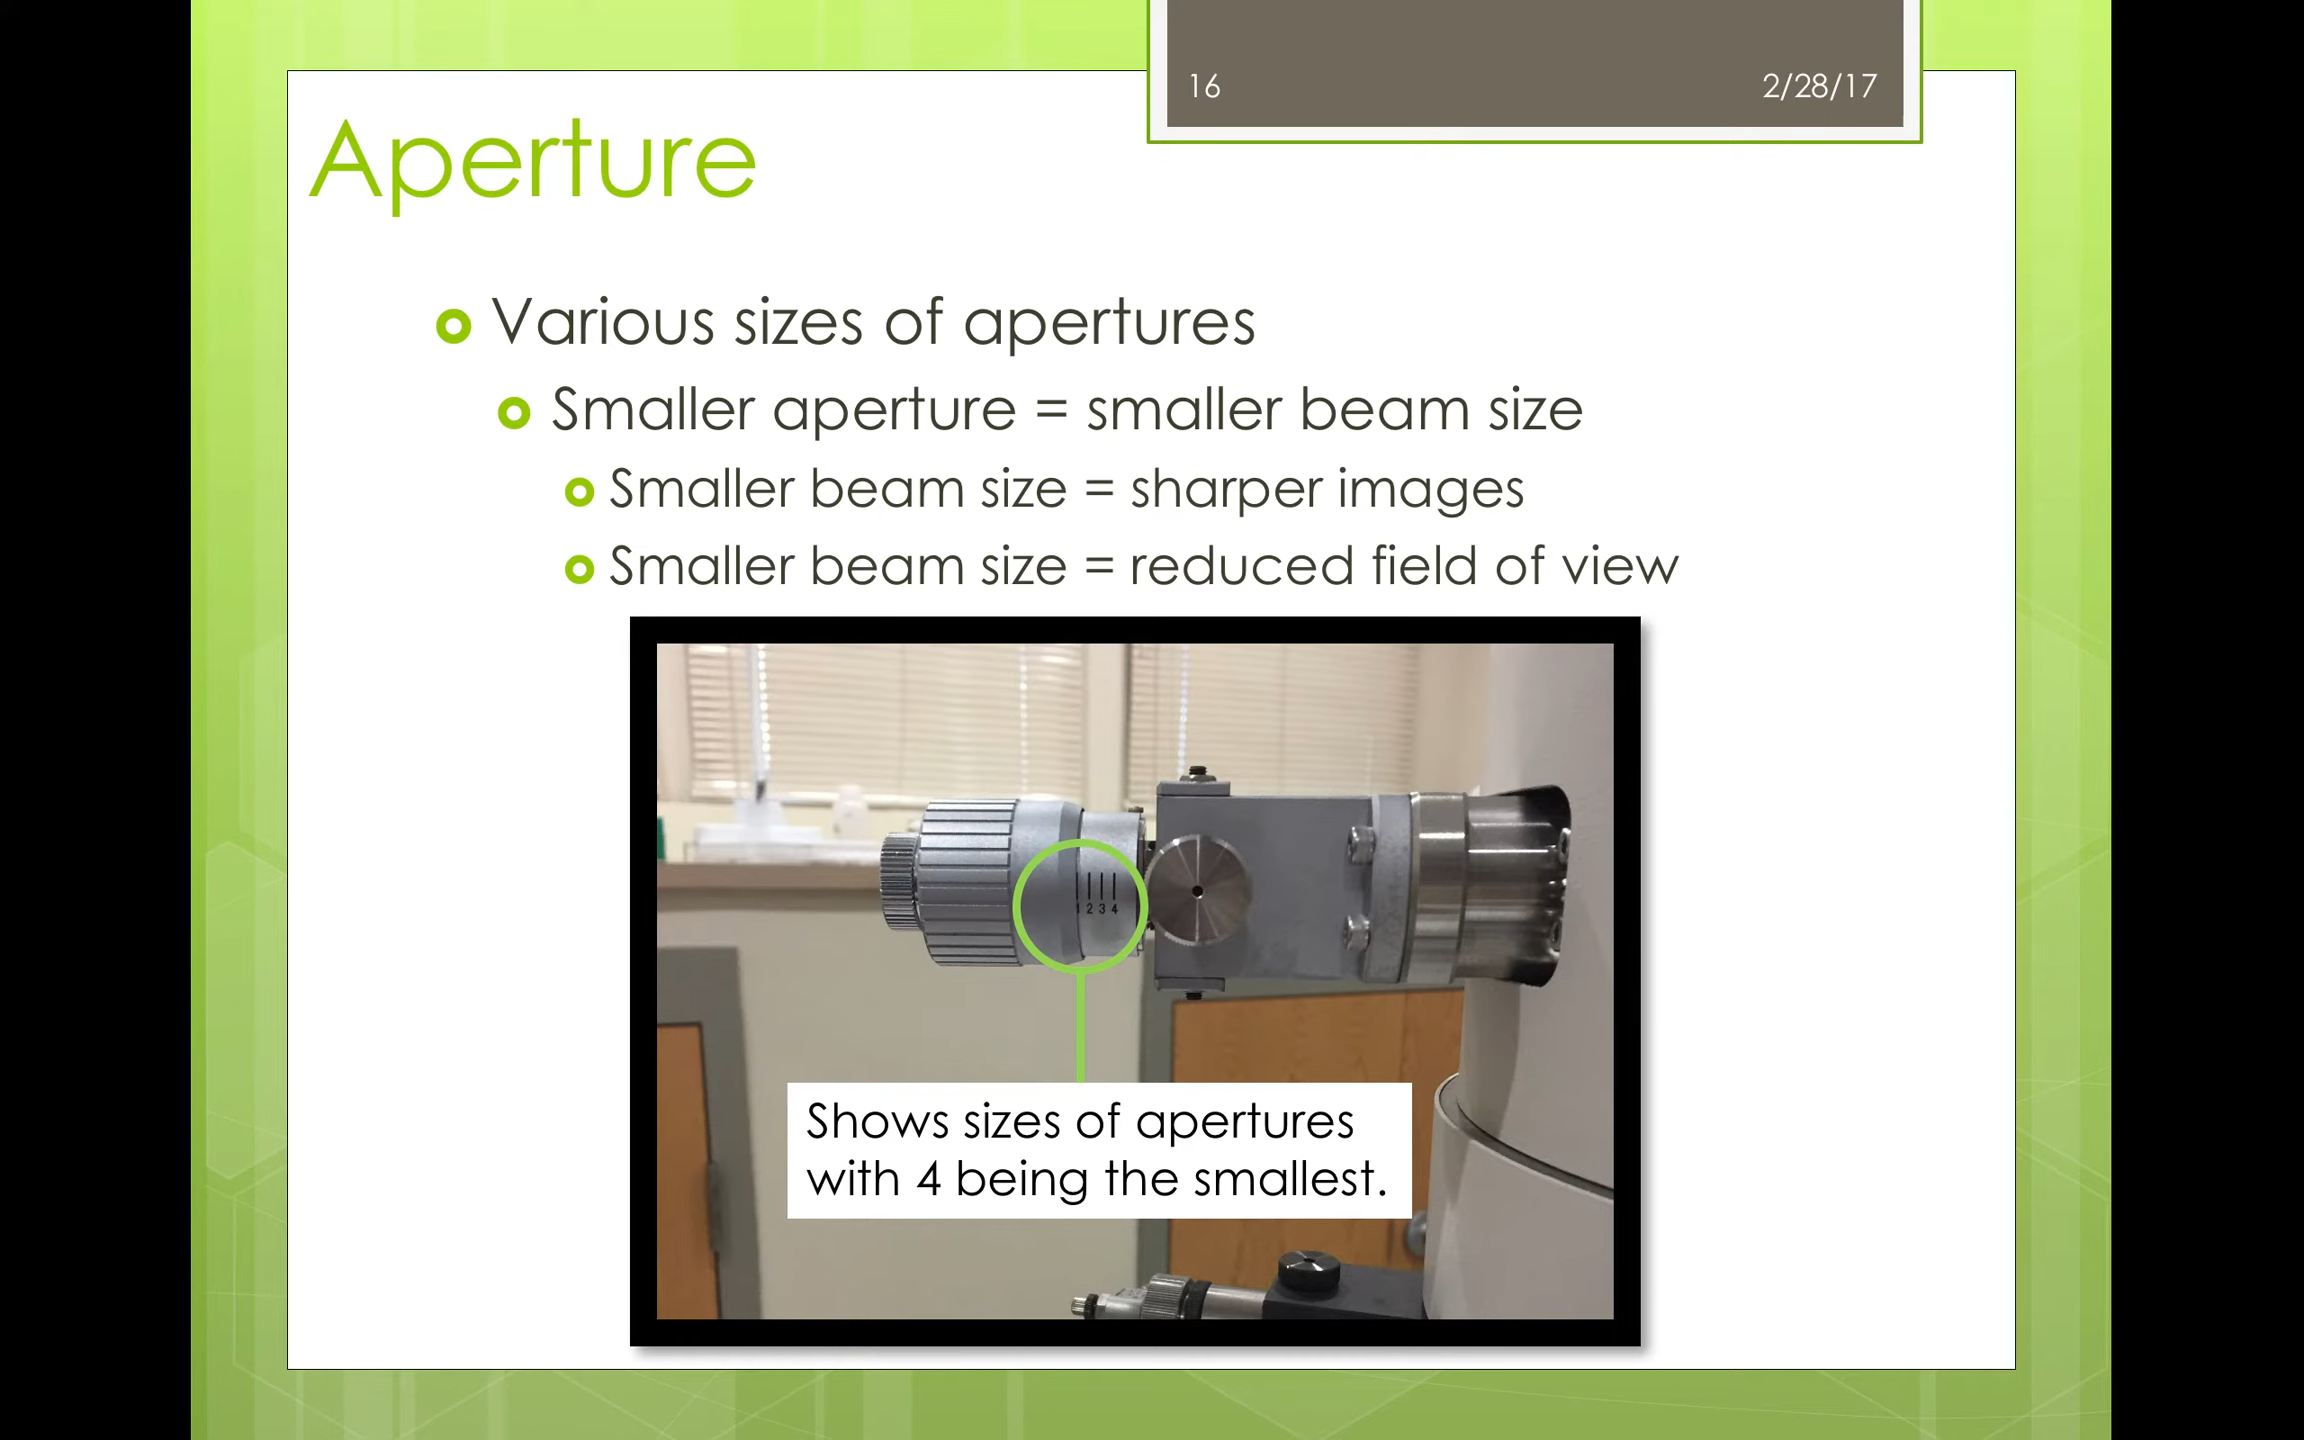 16
2/28/17
Aperture
Various sizes of apertures
Smaller aperture = smaller beam size
Smaller beam size = sharper images
Smaller beam size = reduced field of view
1 2 3 4
Shows sizes of apertures
with 4 being the smallest.